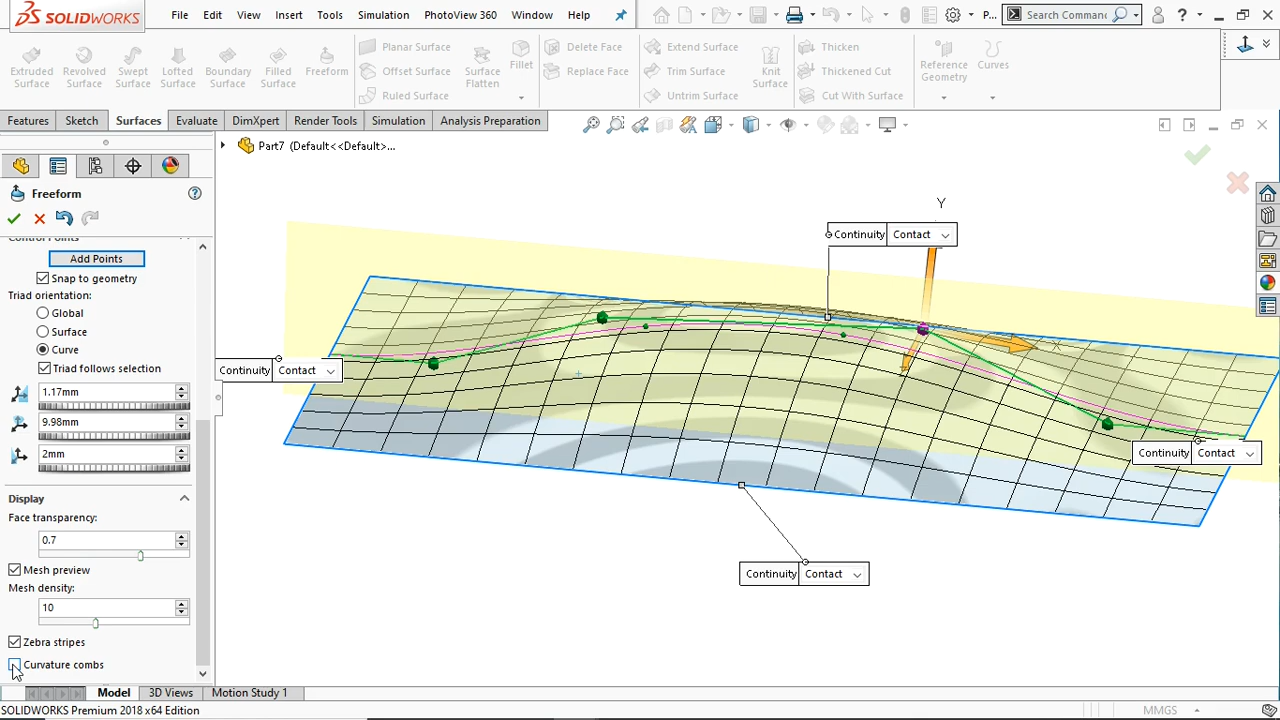 SOLIDWORKS File Edit View Insert Tools Simulation PhotoView 360 Window Help P... Search Comman ?
Extruded Surface Revolved Surface Swept Surface Lofted Surface Boundary Surface Filled Surface Freeform
Planar Surface
Offset Surface
Ruled Surface
Surface Flatten
Fillet
Delete Face
Replace Face
Extend Surface
Trim Surface
Untrim Surface
Knit Surface
Thicken
Thickened Cut
Cut With Surface
Reference Geometry
Curves
Features Sketch Surfaces Evaluate DimXpert Render Tools Simulation Analysis Preparation
Part7 (Default<<Default>...
Freeform ?
Control Points
Add Points
Snap to geometry
Triad orientation:
Global
Surface
Curve
Triad follows selection
1.17mm
9.98mm
2mm
Display
Face transparency:
0.7
Mesh preview
Mesh density:
10
Zebra stripes
Curvature combs
Y
Continuity Contact
Continuity Contact
Continuity Contact
Continuity Contact
Model 3D Views Motion Study 1
SOLIDWORKS Premium 2018 x64 Edition MMGS